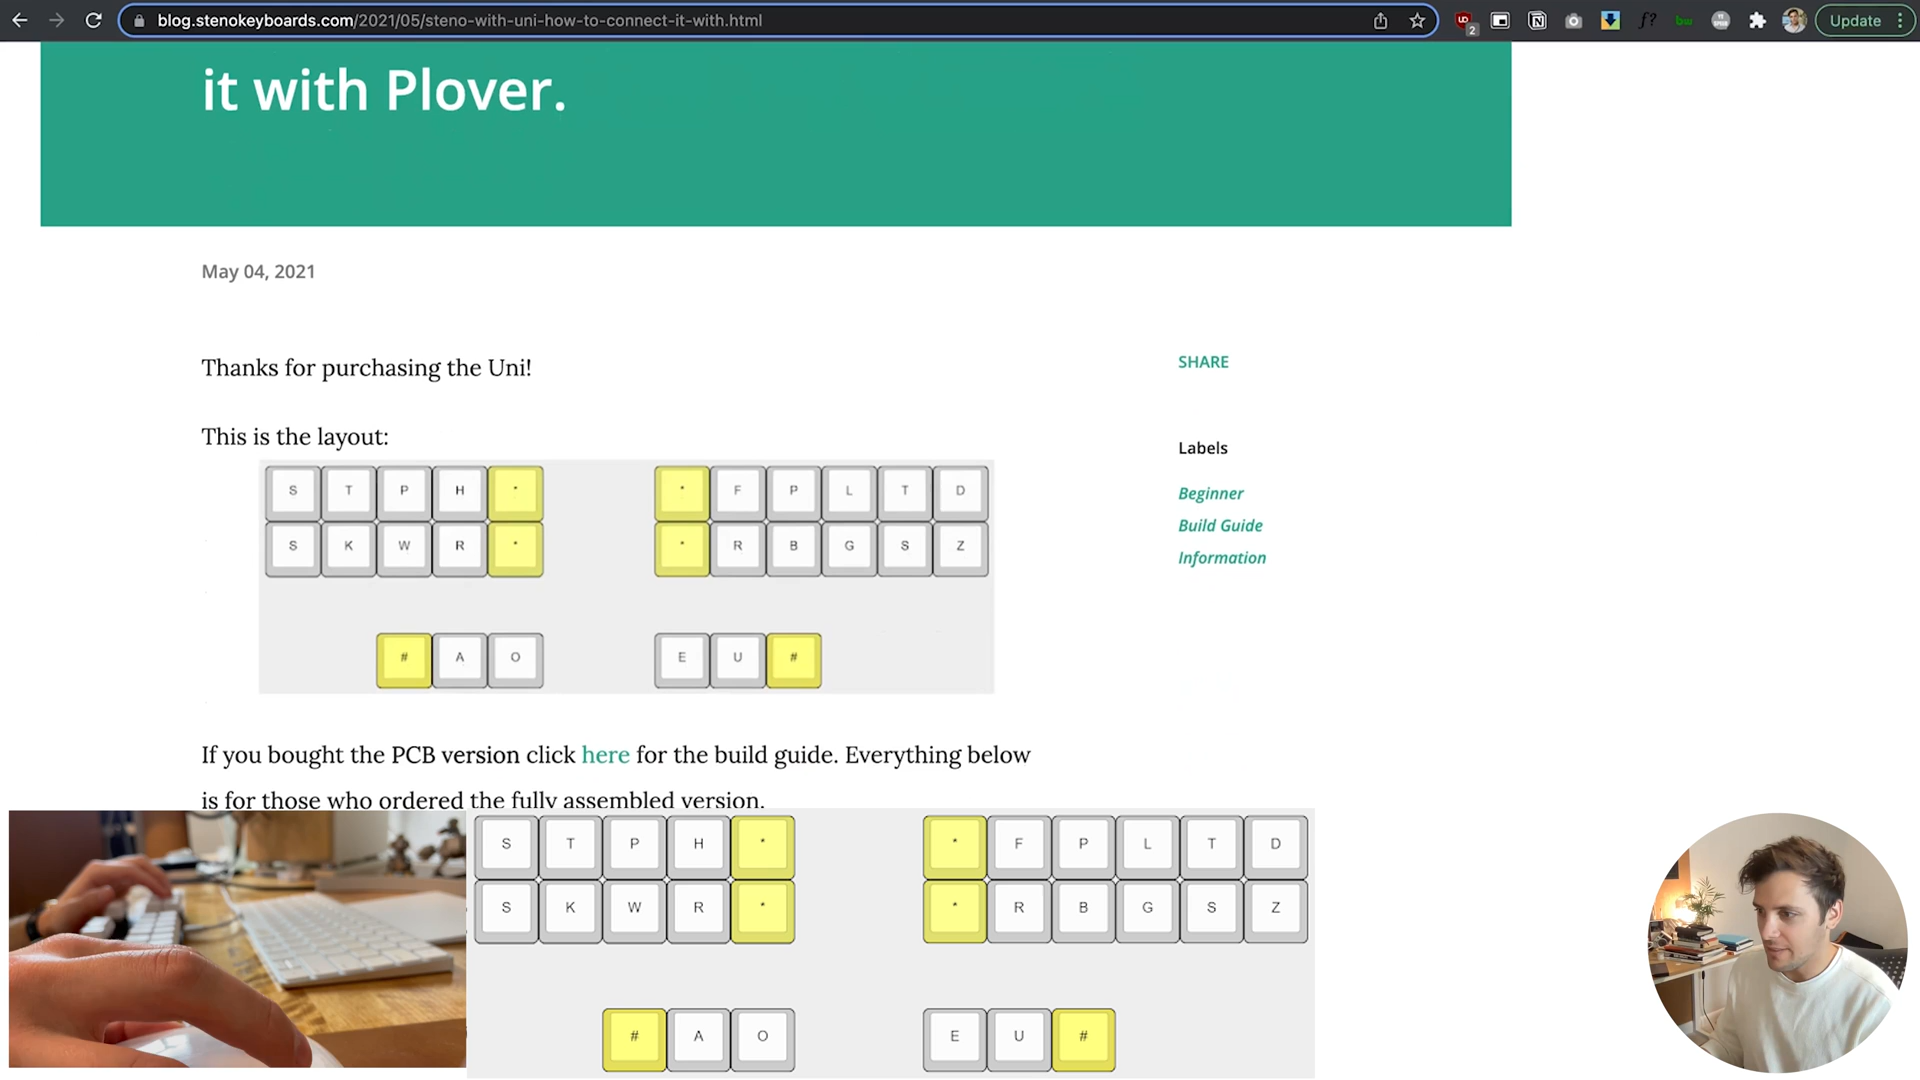 blog.stenokeyboards.com/2021/05/steno-with-uni-how-to-connect-it-with.html
2
Update
it with Plover.
May 04, 2021
Thanks for purchasing the Uni!
SHARE
This is the layout:
Labels
S T P H * * F P L T D
Beginner
Build Guide
S K W R * * R B G S Z
Information
# A O E U #
If you bought the PCB version click here for the build guide. Everything below
is for those who ordered the fully assembled version.
S T P H * * F P L T D
S K W R * * R B G S Z
# A O E U #